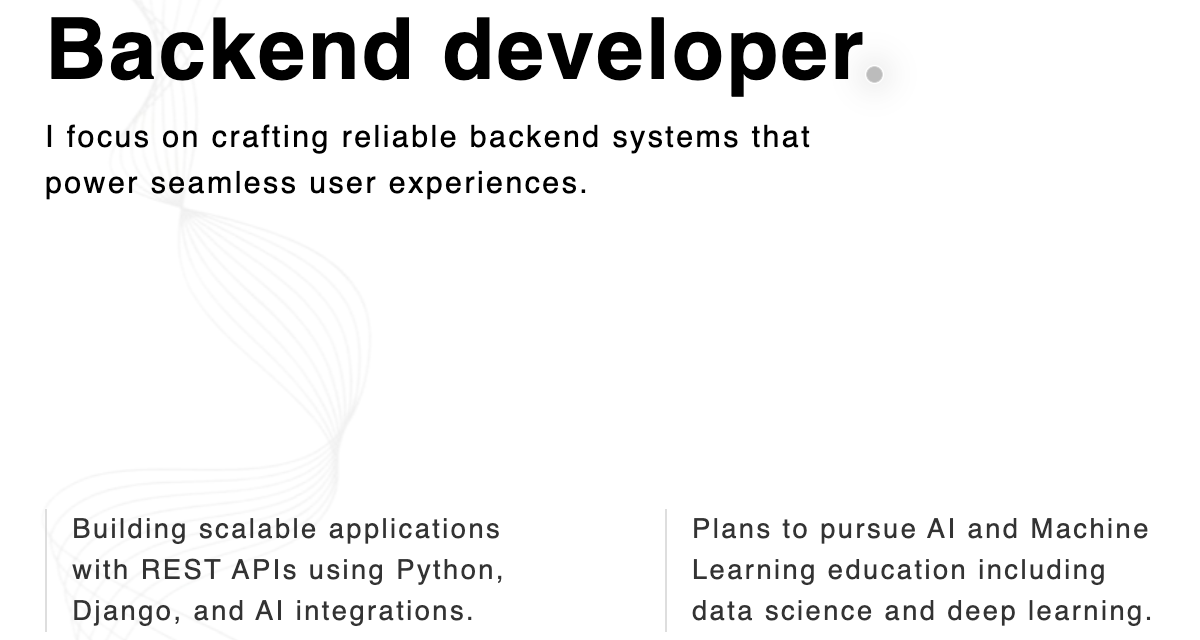 Backend developer.
I focus on crafting reliable backend systems that
power seamless user experiences.
Building scalable applications
with REST APIs using Python,
Django, and AI integrations.
Plans to pursue AI and Machine
Learning education including
data science and deep learning.